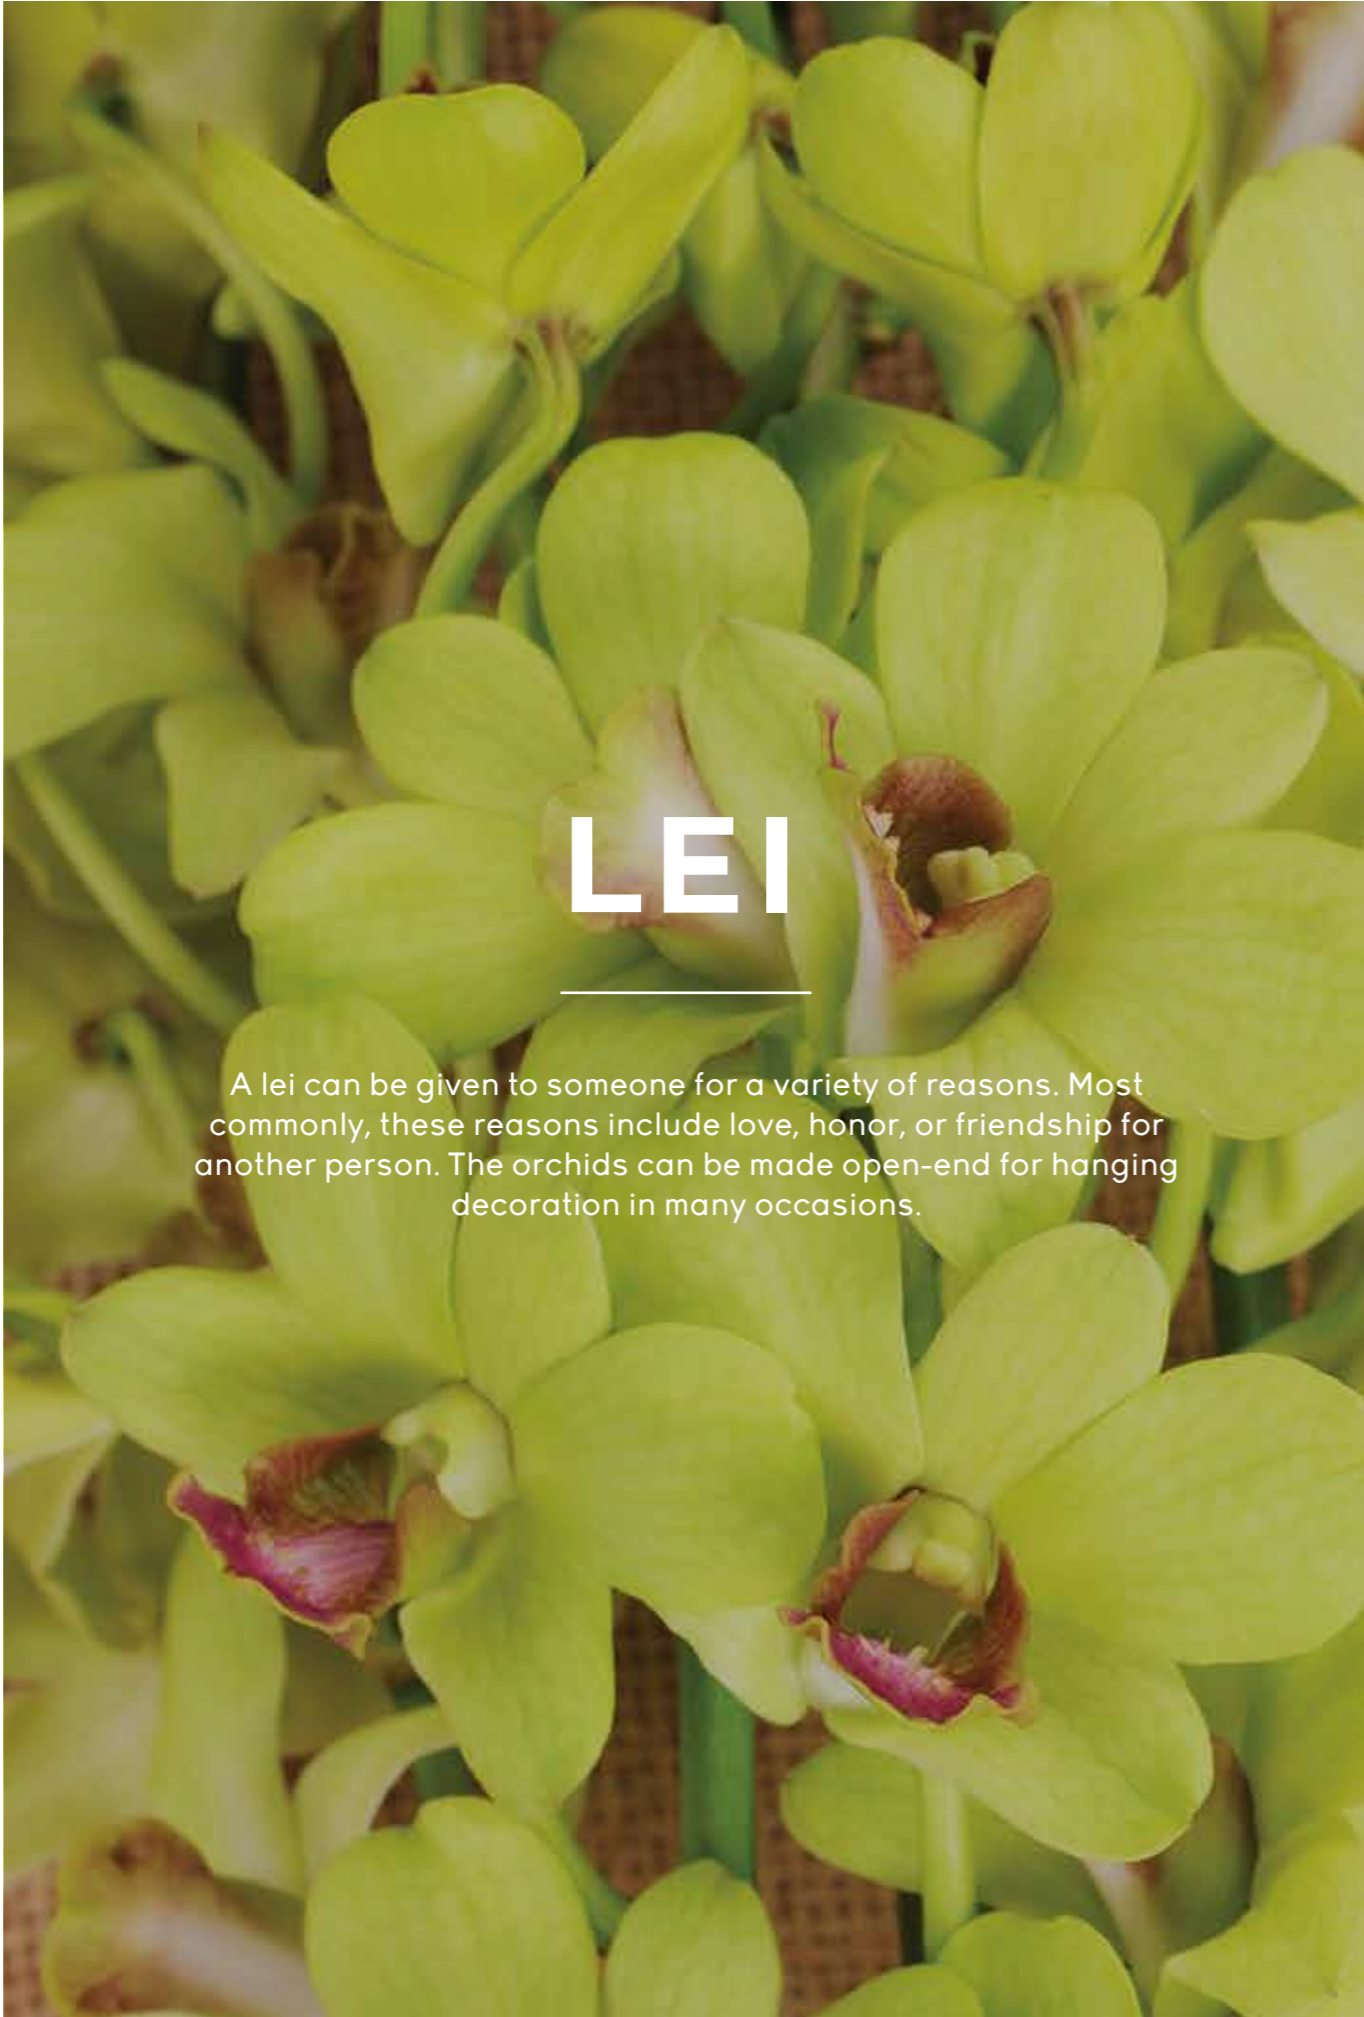 LEI
A lei can be given to someone for a variety of reasons. Most
commonly, these reasons include love, honor, or friendship for
another person. The orchids can be made open-end for hanging
decoration in many occasions.